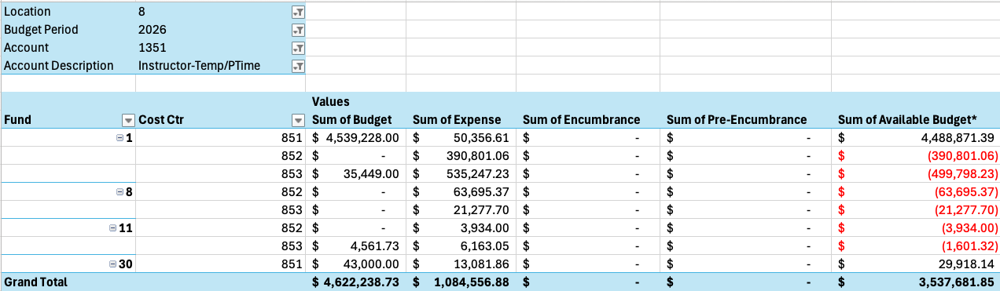 Location 8
Budget Period 2026
Account 1351
Account Description Instructor-Temp/PTime
Values
Fund Cost Ctr Sum of Budget Sum of Expense Sum of Encumbrance Sum of Pre-Encumbrance Sum of Available Budget*
1 851 $ 4,539,228.00 $ 50,356.61 $ - $ - $ 4,488,871.39
852 $ - $ 390,801.06 $ - $ - $ (390,801.06)
853 $ 35,449.00 $ 535,247.23 $ - $ - $ (499,798.23)
8 852 $ - $ 63,695.37 $ - $ - $ (63,695.37)
853 $ - $ 21,277.70 $ - $ - $ (21,277.70)
11 852 $ - $ 3,934.00 $ - $ - $ (3,934.00)
853 $ 4,561.73 $ 6,163.05 $ - $ - $ (1,601.32)
30 851 $ 43,000.00 $ 13,081.86 $ - $ - $ 29,918.14
Grand Total $ 4,622,238.73 $ 1,084,556.88 $ - $ - $ 3,537,681.85